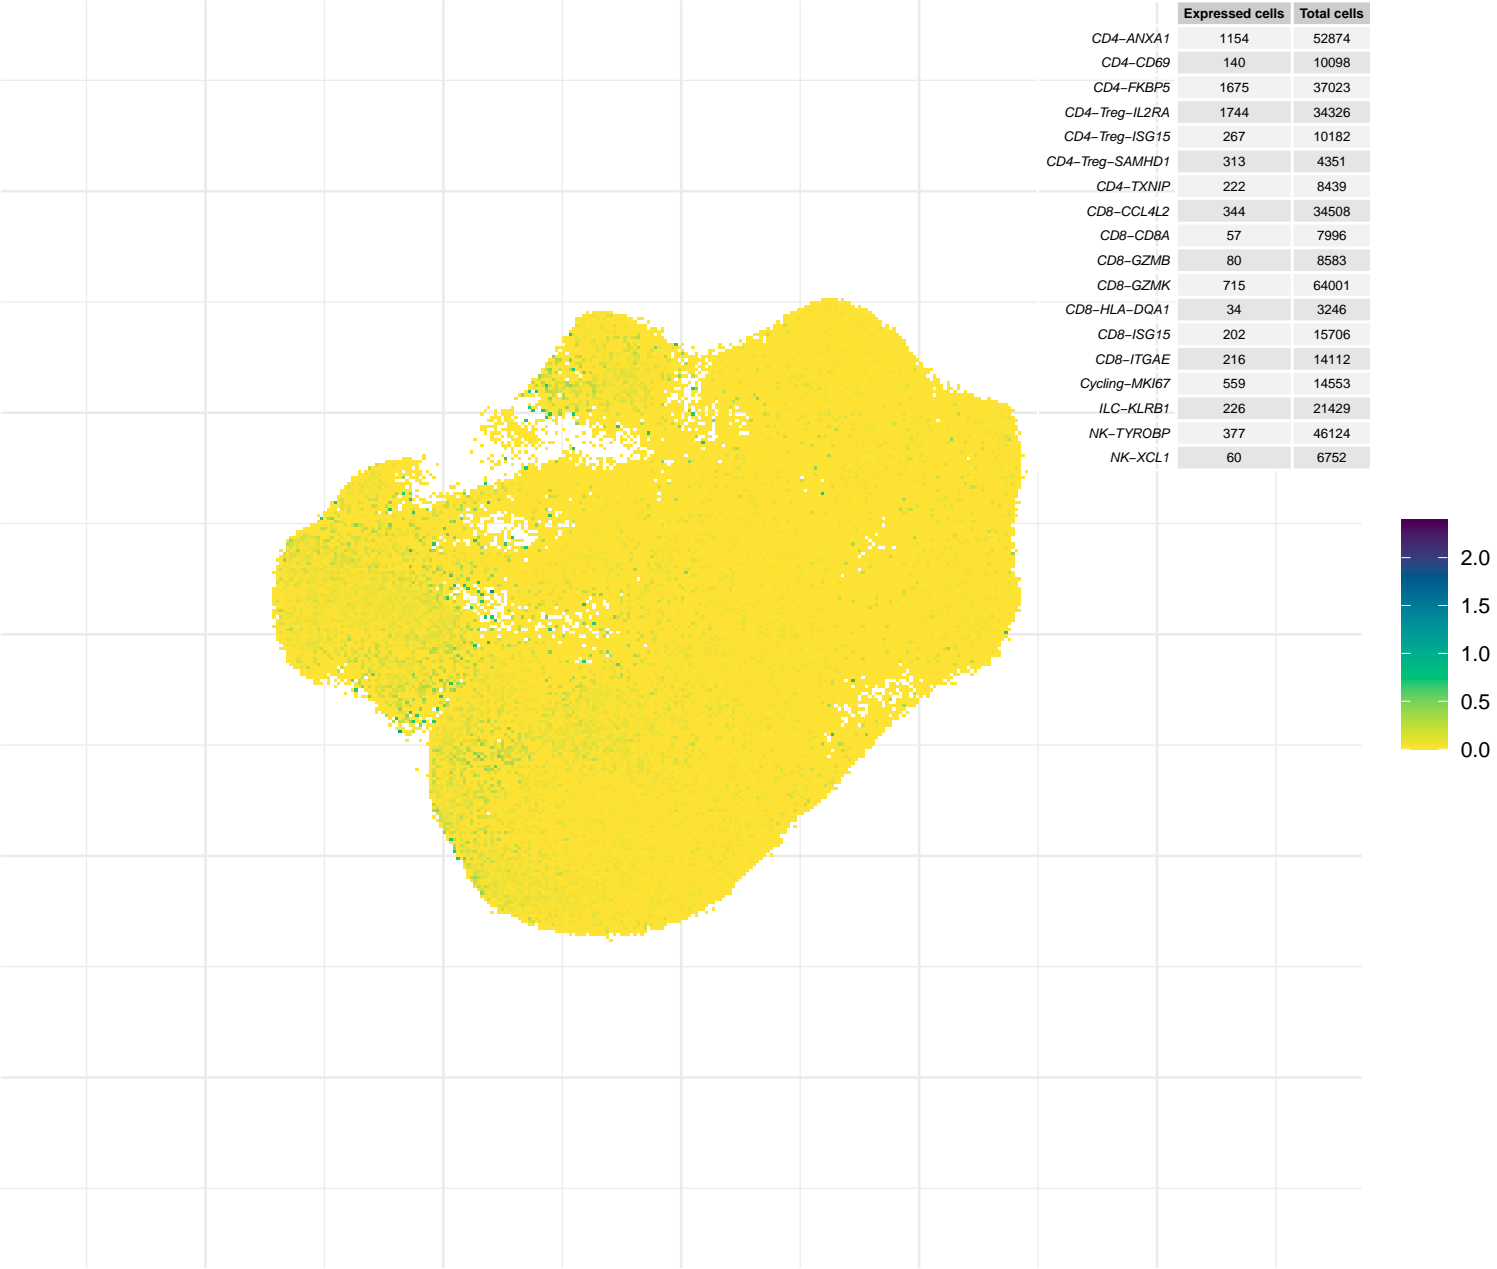 Expressed cells Total cells
CD4−ANXA1 1154 52874
CD4−CD69 140 10098
CD4−FKBP5 1675 37023
CD4−Treg−IL2RA 1744 34326
CD4−Treg−ISG15 267 10182
CD4−Treg−SAMHD1 313 4351
CD4−TXNIP 222 8439
CD8−CCL4L2 344 34508
CD8−CD8A 57 7996
CD8−GZMB 80 8583
CD8−GZMK 715 64001
CD8−HLA−DQA1 34 3246
CD8−ISG15 202 15706
CD8−ITGAE 216 14112
Cycling−MKI67 559 14553
ILC−KLRB1 226 21429
NK−TYROBP 377 46124
NK−XCL1 60 6752
2.0
1.5
1.0
0.5
0.0